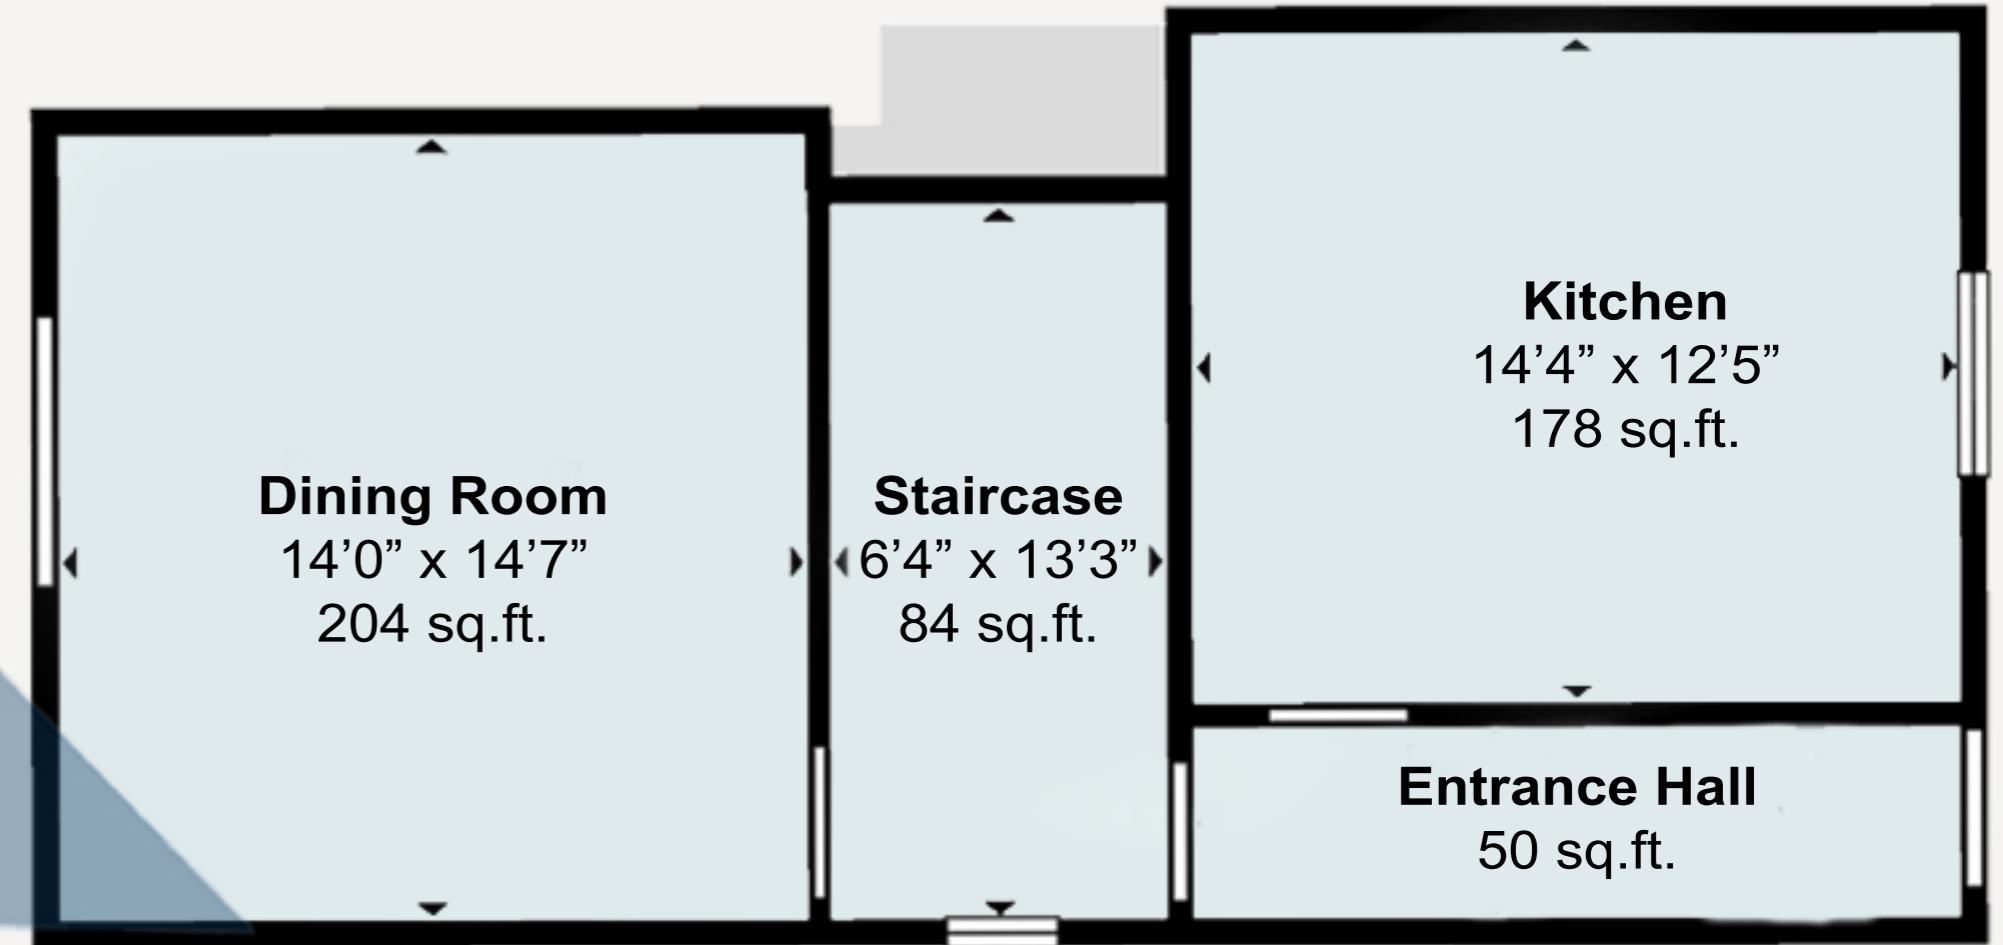 Dining Room
14’0” x 14’7”
204 sq.ft.
Staircase
6’4” x 13’3”
84 sq.ft.
Kitchen
14’4” x 12’5”
178 sq.ft.
Entrance Hall
50 sq.ft.